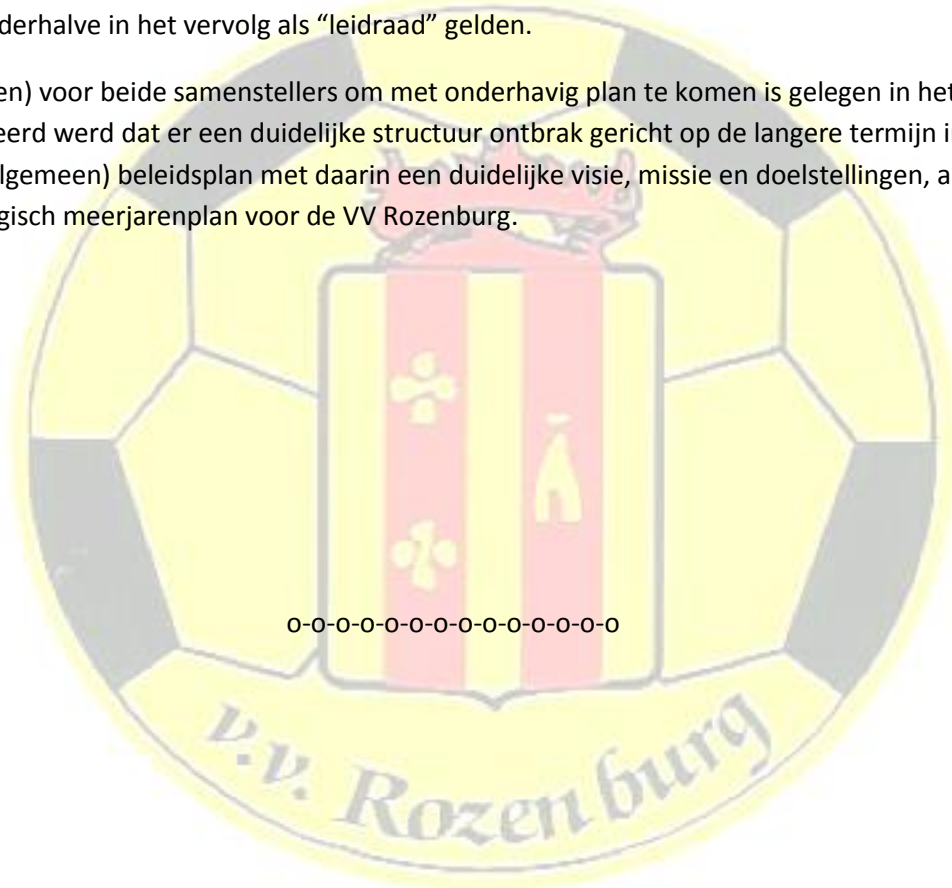 derhalve in het vervolg als “leidraad” gelden.
en) voor beide samenstellers om met onderhavig plan te komen is gelegen in het
eerd werd dat er een duidelijke structuur ontbrak gericht op de langere termijn i
lgemeen) beleidsplan met daarin een duidelijke visie, missie en doelstellingen, a
gisch meerjarenplan voor de VV Rozenburg.
o-o-o-o-o-o-o-o-o-o-o-o-o-o
v.v. Rozenburg